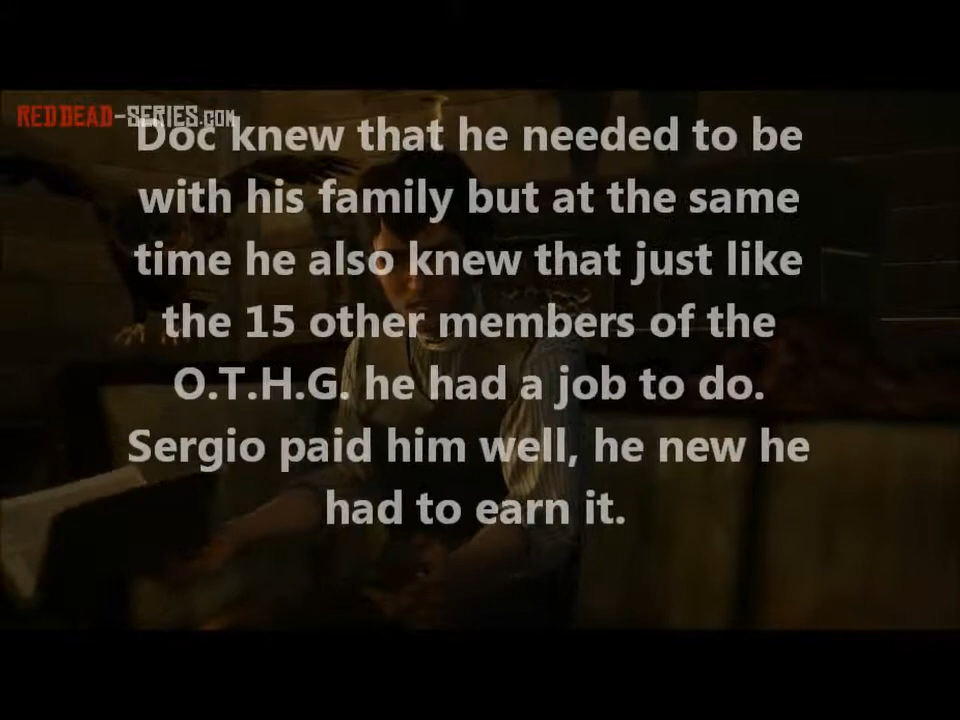 RED DEAD-SERIES.COM
Doc knew that he needed to be
with his family but at the same
time he also knew that just like
the 15 other members of the
O.T.H.G. he had a job to do.
Sergio paid him well, he new he
had to earn it.